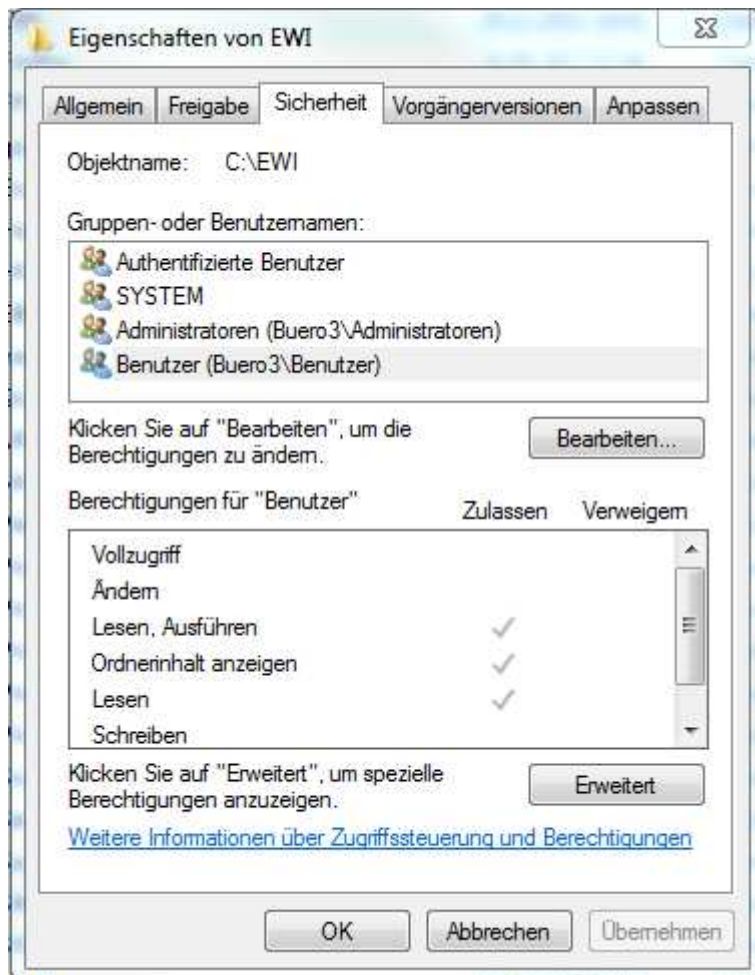 Eigenschaften von EWI
Allgemein Freigabe Sicherheit Vorgängerversionen Anpassen
Objektname: C:\EWI
Gruppen- oder Benutzernamen:
Authentifizierte Benutzer
SYSTEM
Administratoren (Buero3\Administratoren)
Benutzer (Buero3\Benutzer)
Klicken Sie auf "Bearbeiten", um die
Berechtigungen zu ändern.
Bearbeiten...
Berechtigungen für "Benutzer" Zulassen Verweigern
Vollzugriff
Ändern
Lesen, Ausführen
Ordnerinhalt anzeigen
Lesen
Schreiben
Klicken Sie auf "Erweitert", um spezielle
Berechtigungen anzuzeigen.
Erweitert
Weitere Informationen über Zugriffssteuerung und Berechtigungen
OK Abbrechen Übernehmen